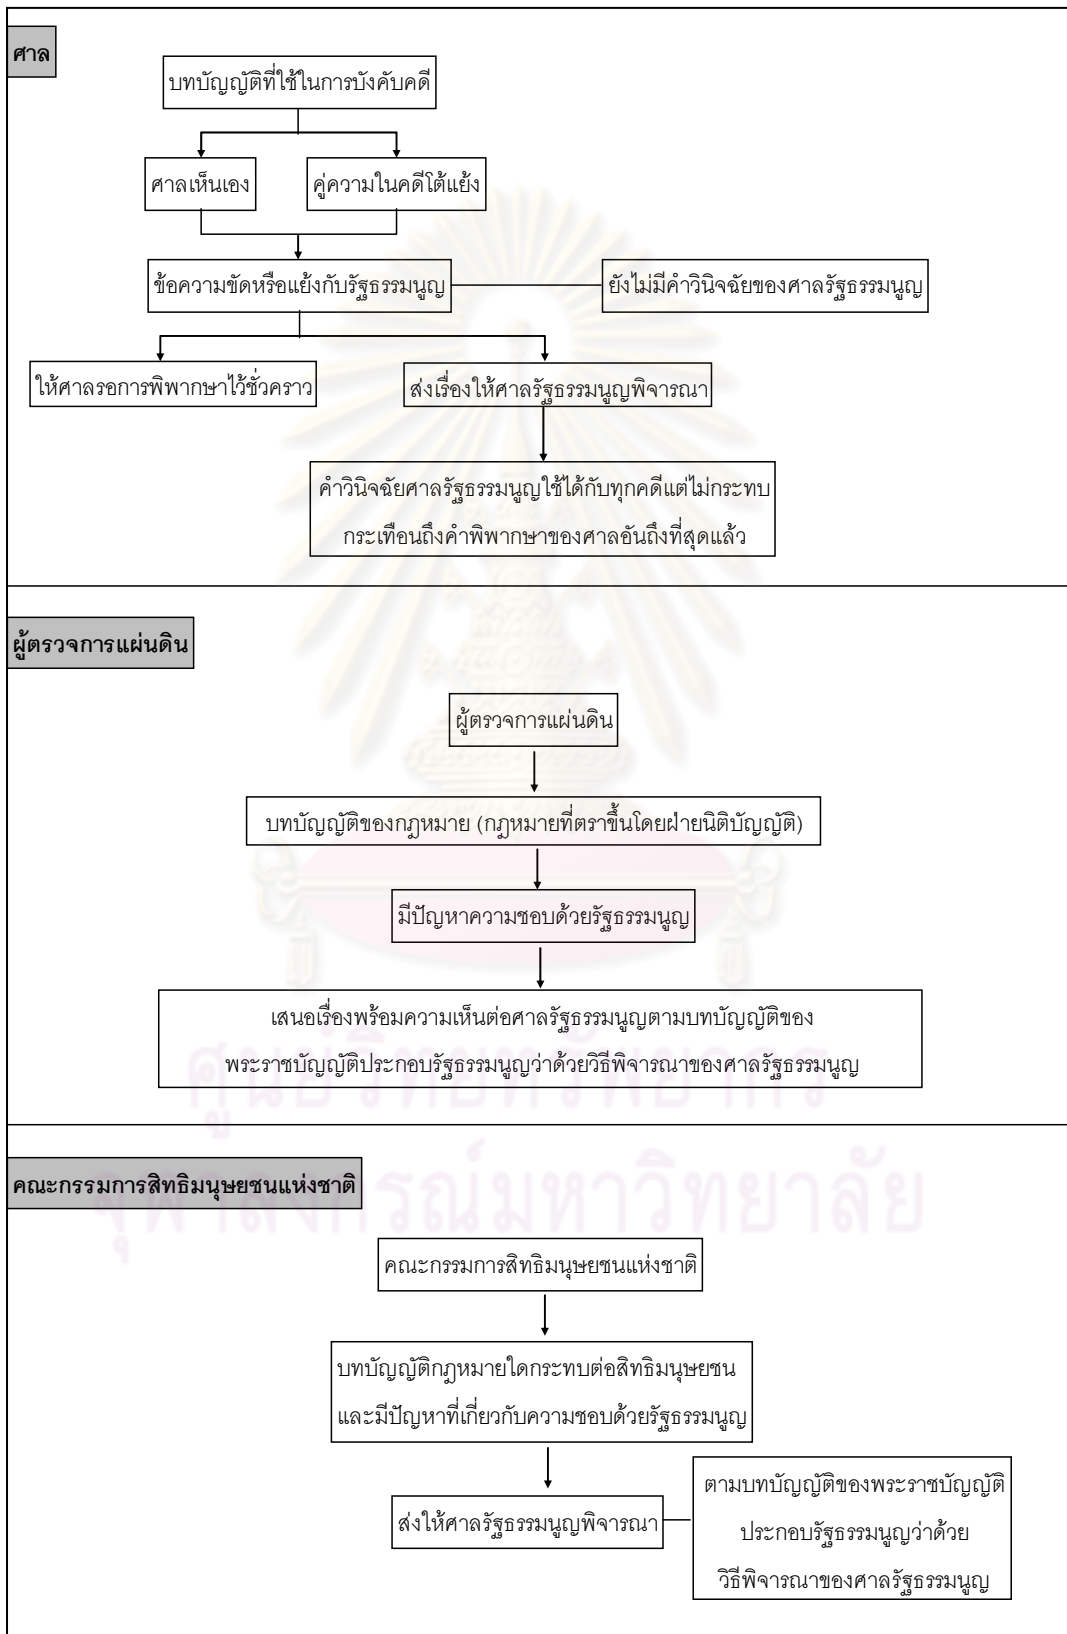 ศาล
บทบัญญัติที่ใช้ในการบังคับคดี
ศาลเห็นเอง
คู่ความในคดีโต้แย้ง
ข้อความขัดหรือแย้งกับรัฐธรรมนูญ
ยังไม่มีคำวินิจฉัยของศาลรัฐธรรมนูญ
ให้ศาลรอการพิพากษาไว้ชั่วคราว
ส่งเรื่องให้ศาลรัฐธรรมนูญพิจารณา
คำวินิจฉัยศาลรัฐธรรมนูญใช้ได้กับทุกคดีแต่ไม่กระทบ
กระเทือนถึงคำพิพากษาของศาลอันถึงที่สุดแล้ว
ผู้ตรวจการแผ่นดิน
ผู้ตรวจการแผ่นดิน
บทบัญญัติของกฎหมาย (กฎหมายที่ตราขึ้นโดยฝ่ายนิติบัญญัติ)
มีปัญหาความชอบด้วยรัฐธรรมนูญ
เสนอเรื่องพร้อมความเห็นต่อศาลรัฐธรรมนูญตามบทบัญญัติของ
พระราชบัญญัติประกอบรัฐธรรมนูญว่าด้วยวิธีพิจารณาของศาลรัฐธรรมนูญ
ศูนย์วิทยทรัพยากร
จุฬาลงกรณ์มหาวิทยาลัย
คณะกรรมการสิทธิมนุษยชนแห่งชาติ
คณะกรรมการสิทธิมนุษยชนแห่งชาติ
บทบัญญัติกฎหมายใดกระทบต่อสิทธิมนุษยชน
และมีปัญหาที่เกี่ยวกับความชอบด้วยรัฐธรรมนูญ
ส่งให้ศาลรัฐธรรมนูญพิจารณา
ตามบทบัญญัติของพระราชบัญญัติ
ประกอบรัฐธรรมนูญว่าด้วย
วิธีพิจารณาของศาลรัฐธรรมนูญ